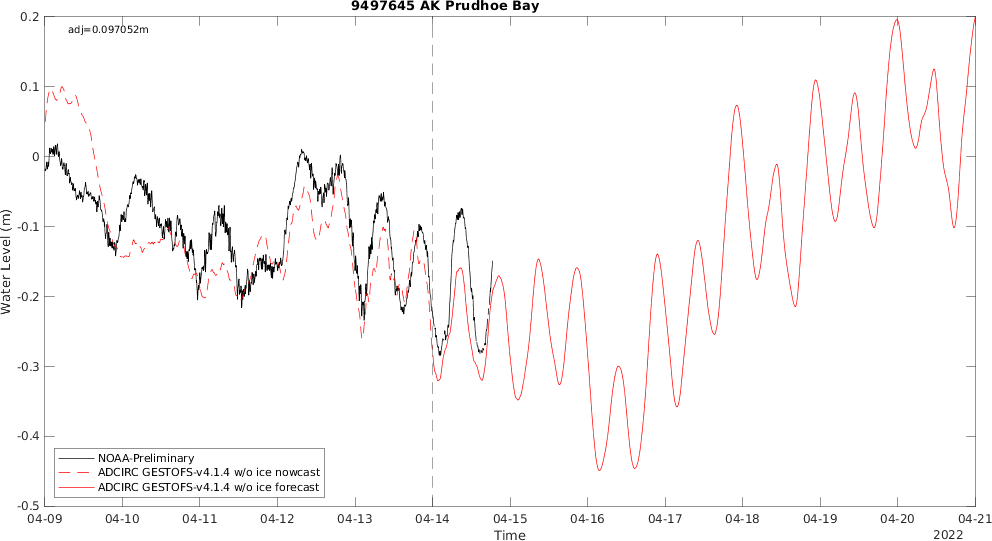 9497645 AK Prudhoe Bay
adj=0.097052m
0.2
0.1
0
-0.1
-0.2
-0.3
-0.4
-0.5
Water Level (m)
NOAA-Preliminary
ADCIRC GESTOFS-v4.1.4 w/o ice nowcast
ADCIRC GESTOFS-v4.1.4 w/o ice forecast
04-09 04-10 04-11 04-12 04-13 04-14 04-15 04-16 04-17 04-18 04-19 04-20 04-21
Time
2022